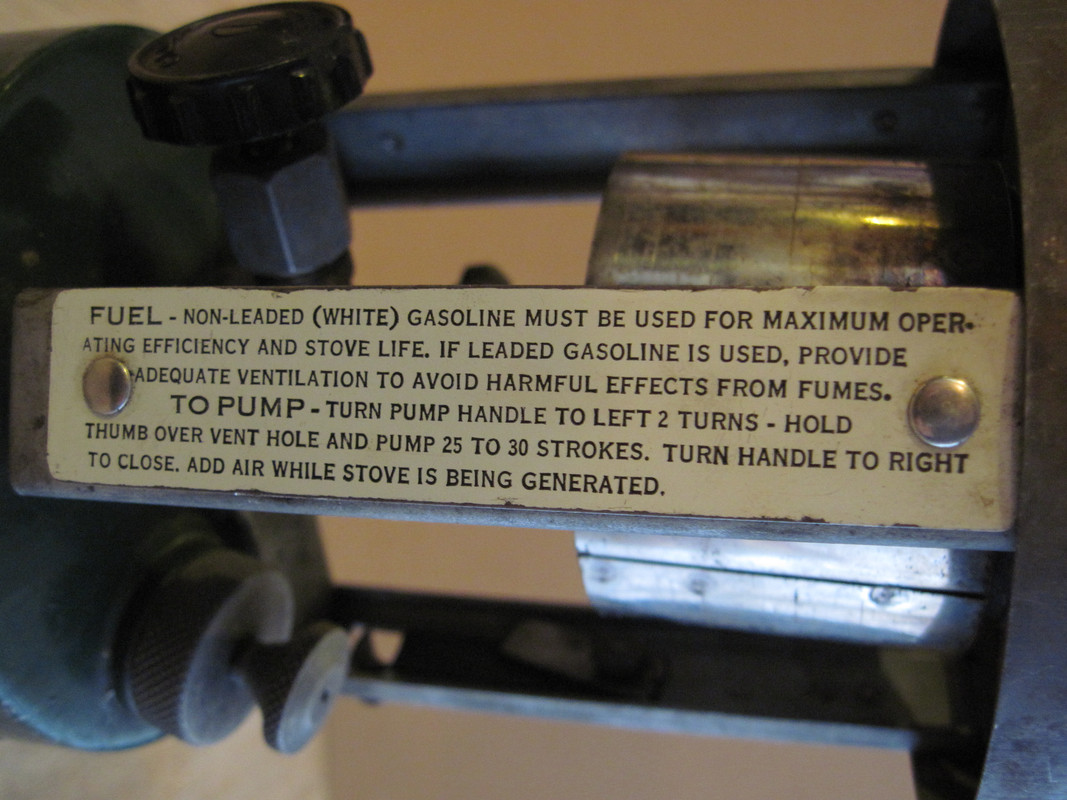 FUEL - NON-LEADED (WHITE) GASOLINE MUST BE USED FOR MAXIMUM OPER-
ATING EFFICIENCY AND STOVE LIFE. IF LEADED GASOLINE IS USED, PROVIDE
ADEQUATE VENTILATION TO AVOID HARMFUL EFFECTS FROM FUMES.
TO PUMP - TURN PUMP HANDLE TO LEFT 2 TURNS - HOLD
THUMB OVER VENT HOLE AND PUMP 25 TO 30 STROKES. TURN HANDLE TO RIGHT
TO CLOSE. ADD AIR WHILE STOVE IS BEING GENERATED.